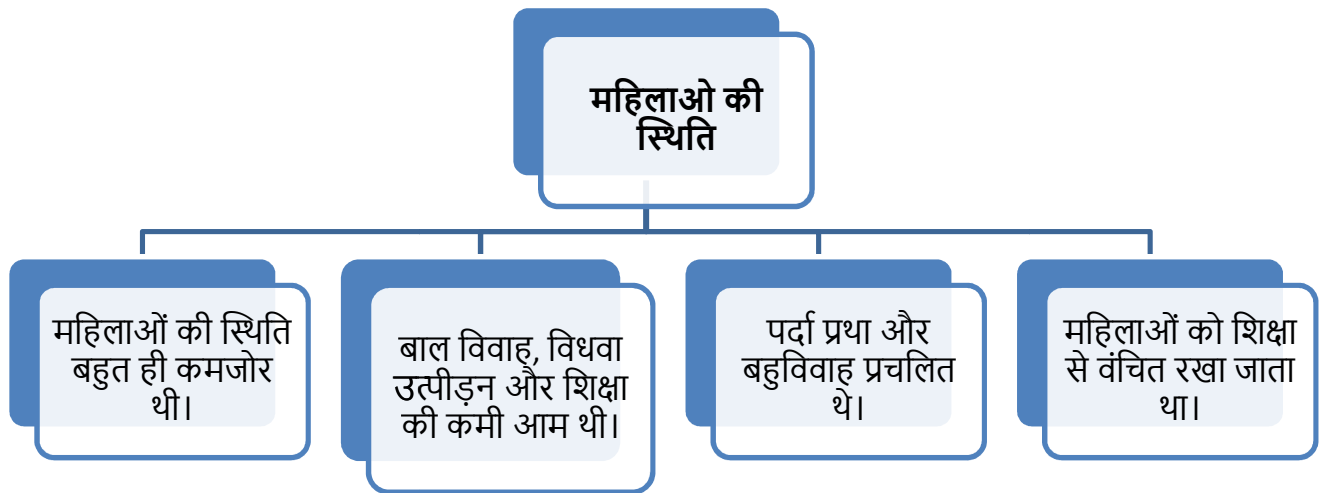 महिलाओ की
स्थिति
महिलाओं की स्थिति
बहुत ही कमजोर
थी।
बाल विवाह, विधवा
उत्पीड़न और शिक्षा
की कमी आम थी।
पर्दा प्रथा और
बहुविवाह प्रचलित
थे।
महिलाओं को शिक्षा
से वंचित रखा जाता
था।